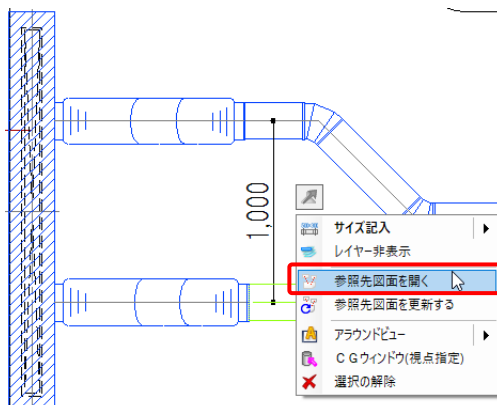 1,000
サイズ記入
レイヤー非表示
参照先図面を開く
参照先図面を更新する
アラウンドビュー
ＣＧウインドウ(視点指定)
選択の解除